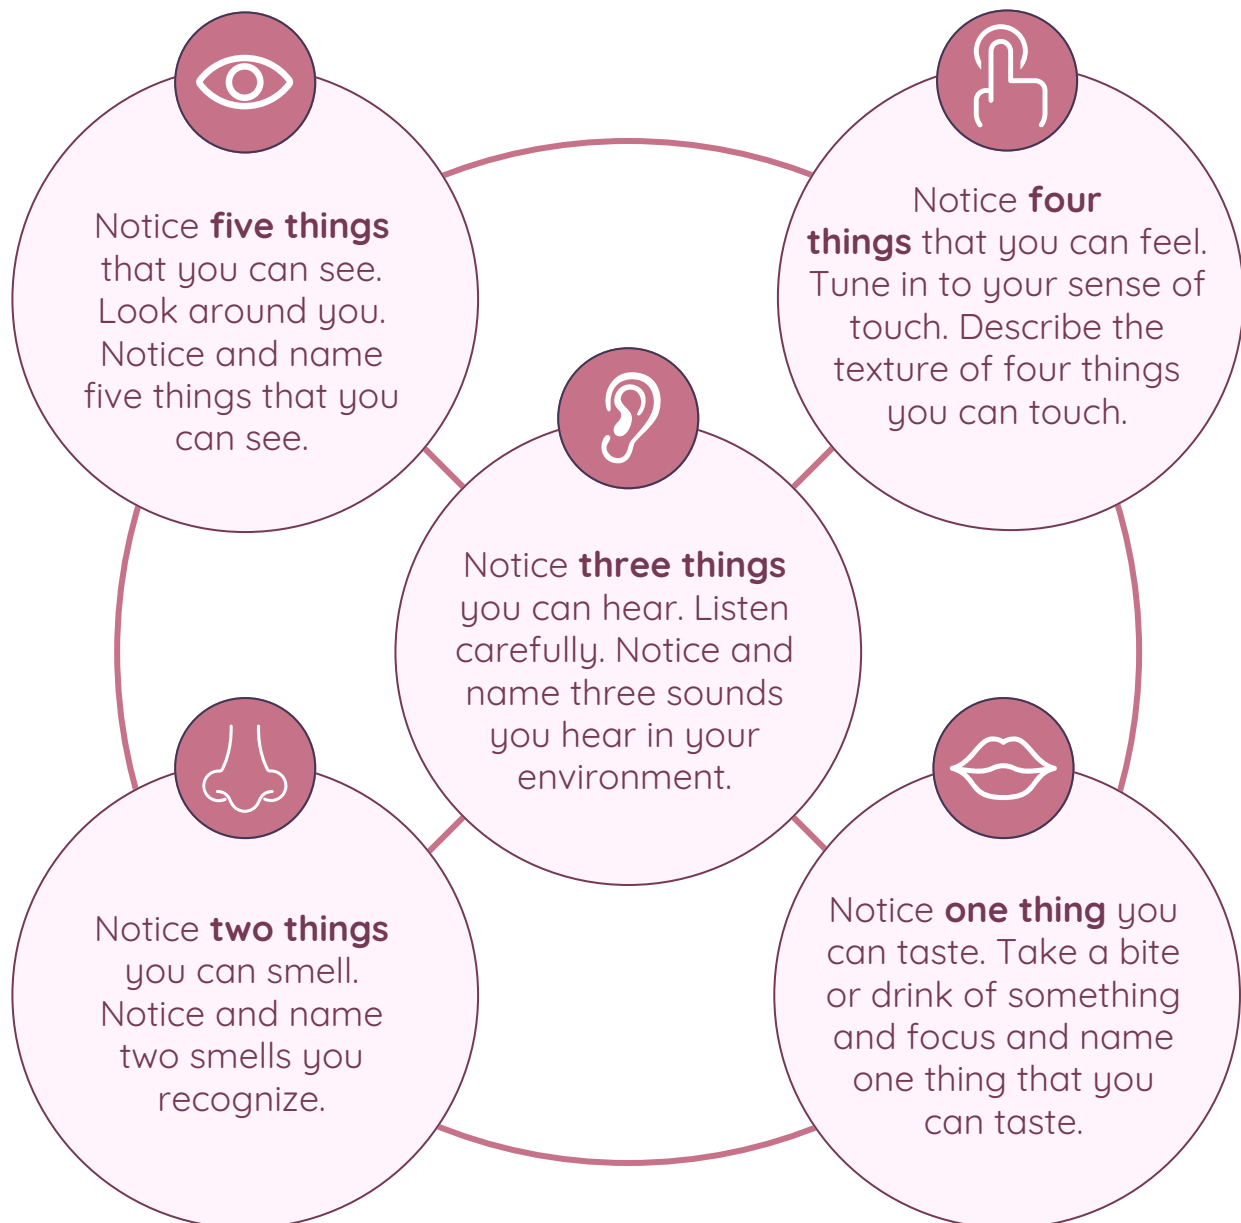 Notice five things
that you can see.
Look around you.
Notice and name
five things that you
can see.
Notice four
things that you can feel.
Tune in to your sense of
touch. Describe the
texture of four things
you can touch.
Notice three things
you can hear. Listen
carefully. Notice and
name three sounds
you hear in your
environment.
Notice two things
you can smell.
Notice and name
two smells you
recognize.
Notice one thing you
can taste. Take a bite
or drink of something
and focus and name
one thing that you
can taste.